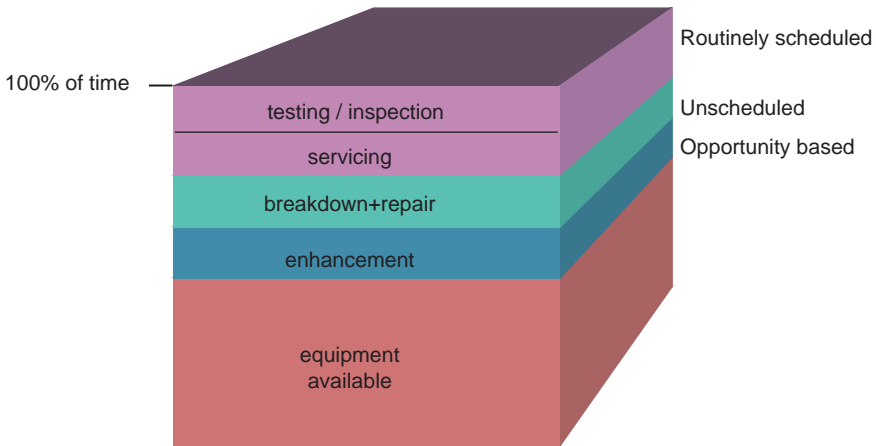 Routinely scheduled
100% of time
testing / inspection
Unscheduled
servicing
Opportunity based
breakdown+repair
enhancement
equipment
available